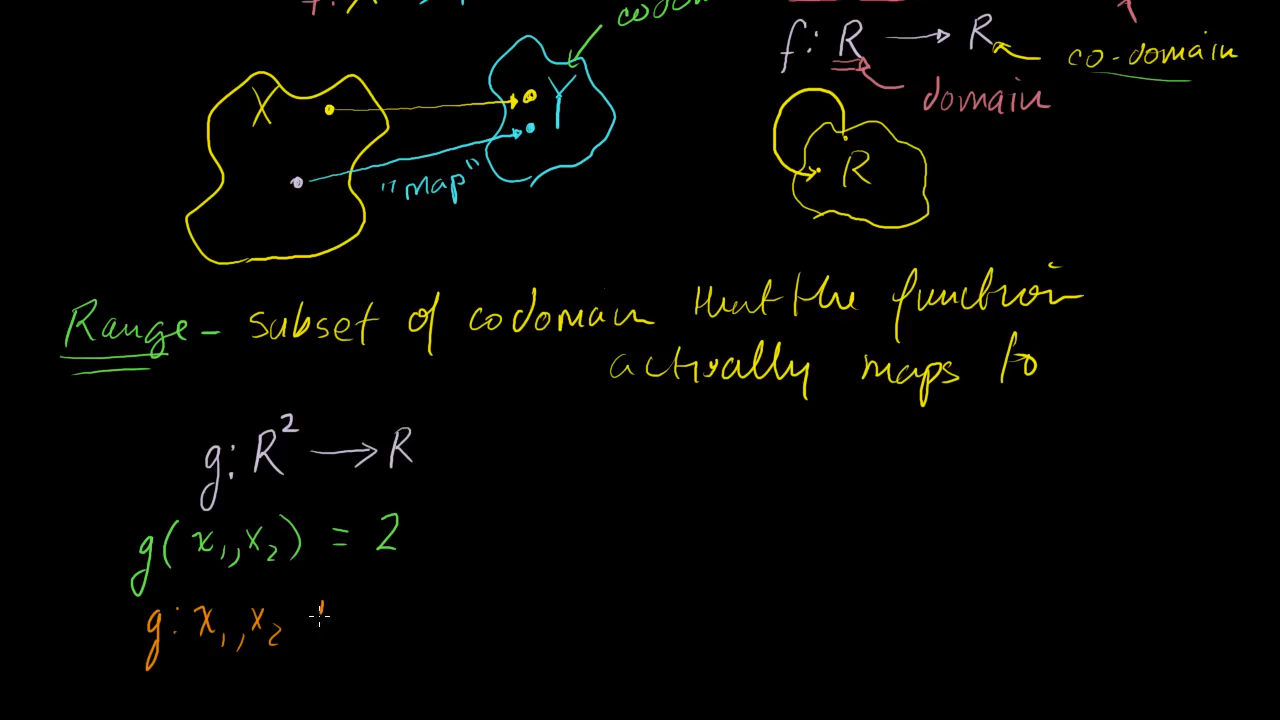 f: R → R
co-domain
domain
X
Y
"map"
R
Range - subset of codomain that the function
actually maps to
g: R² → R
g(x₁, x₂) = 2
g: x₁, x₂